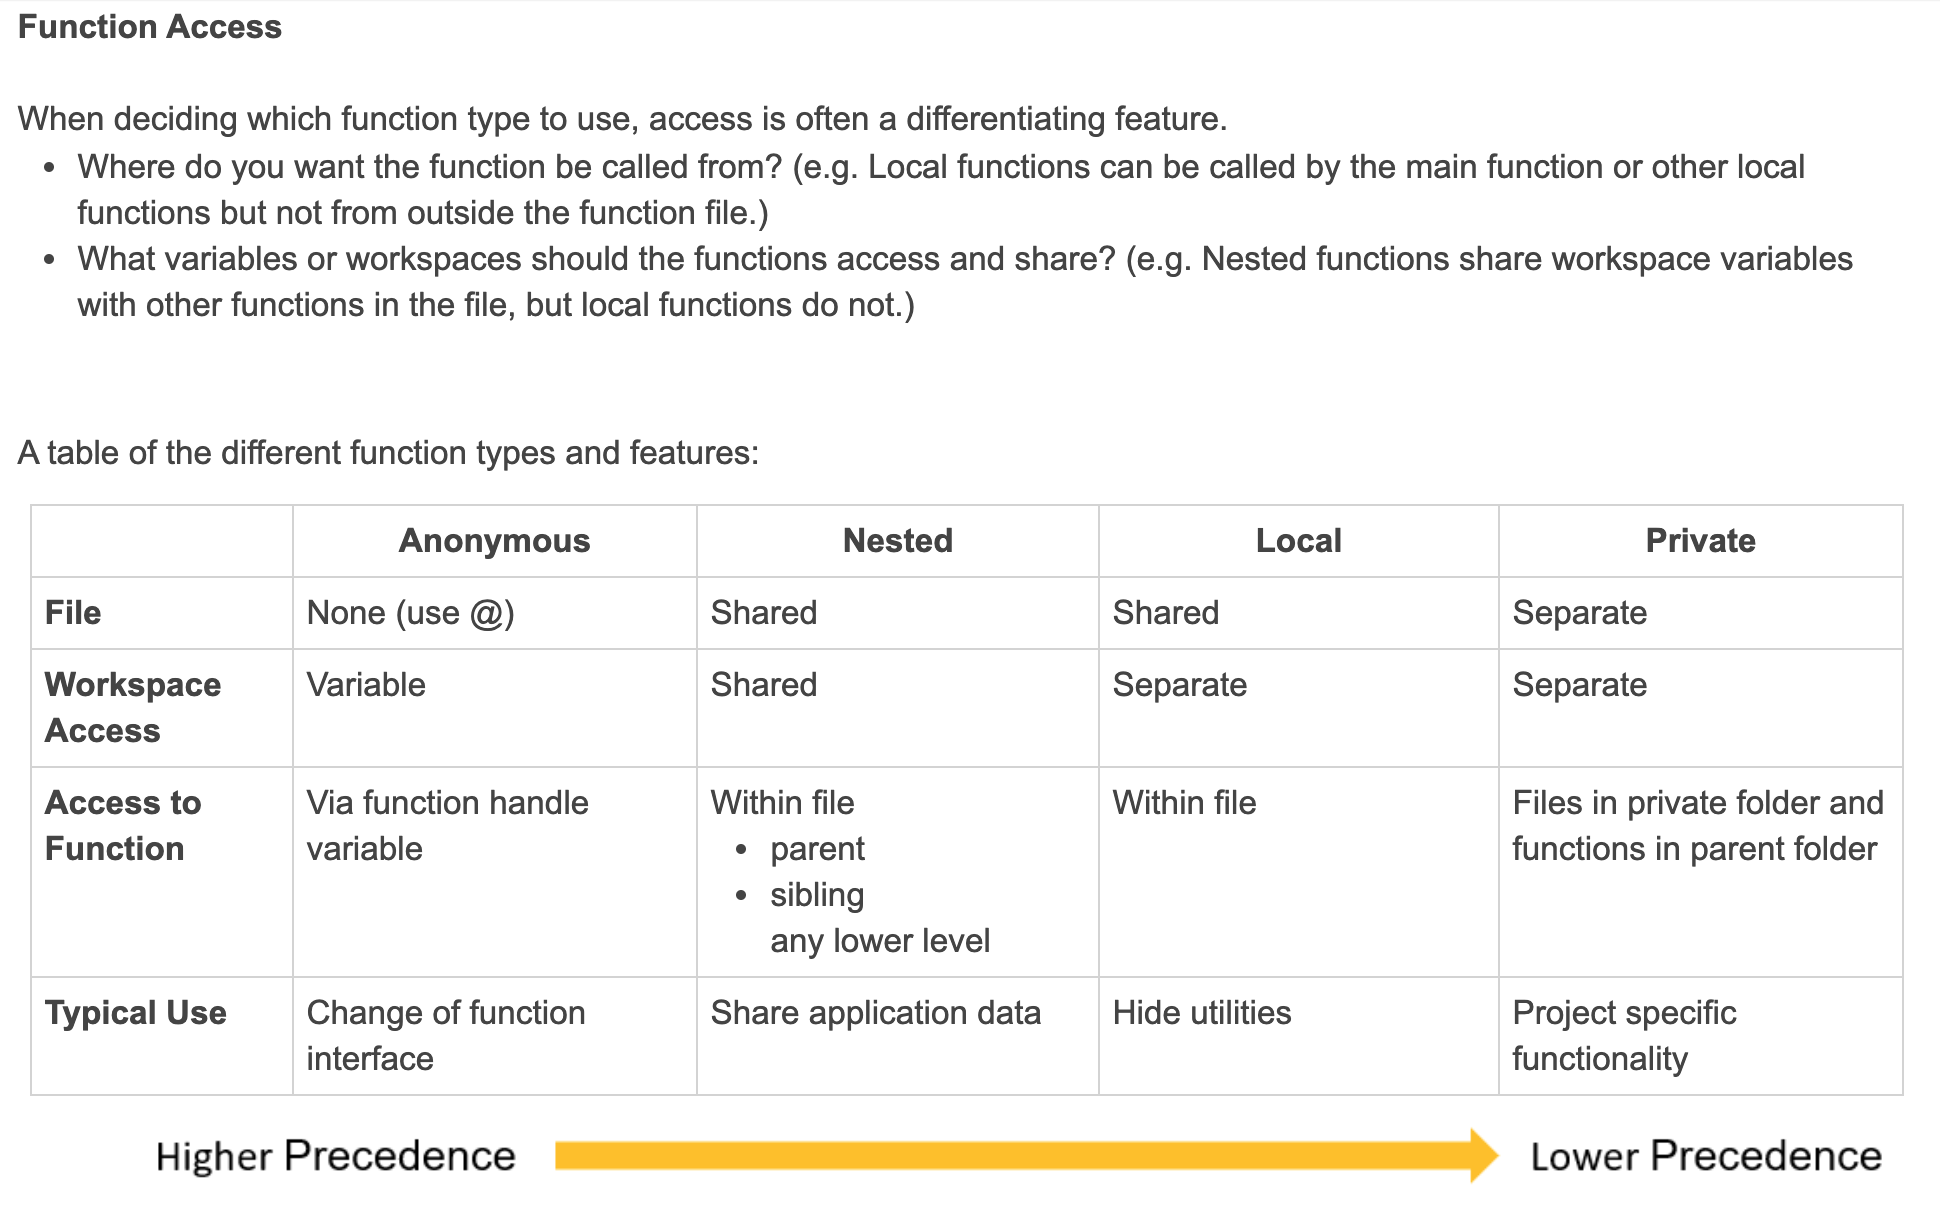 Function Access
When deciding which function type to use, access is often a differentiating feature.
• Where do you want the function be called from? (e.g. Local functions can be called by the main function or other local
functions but not from outside the function file.)
• What variables or workspaces should the functions access and share? (e.g. Nested functions share workspace variables
with other functions in the file, but local functions do not.)
A table of the different function types and features:
Anonymous Nested Local Private
File None (use @) Shared Shared Separate
Workspace Variable Shared Separate Separate
Access
Access to Via function handle Within file Within file Files in private folder and
Function variable • parent functions in parent folder
• sibling
any lower level
Typical Use Change of function Share application data Hide utilities Project specific
interface functionality
Higher Precedence Lower Precedence